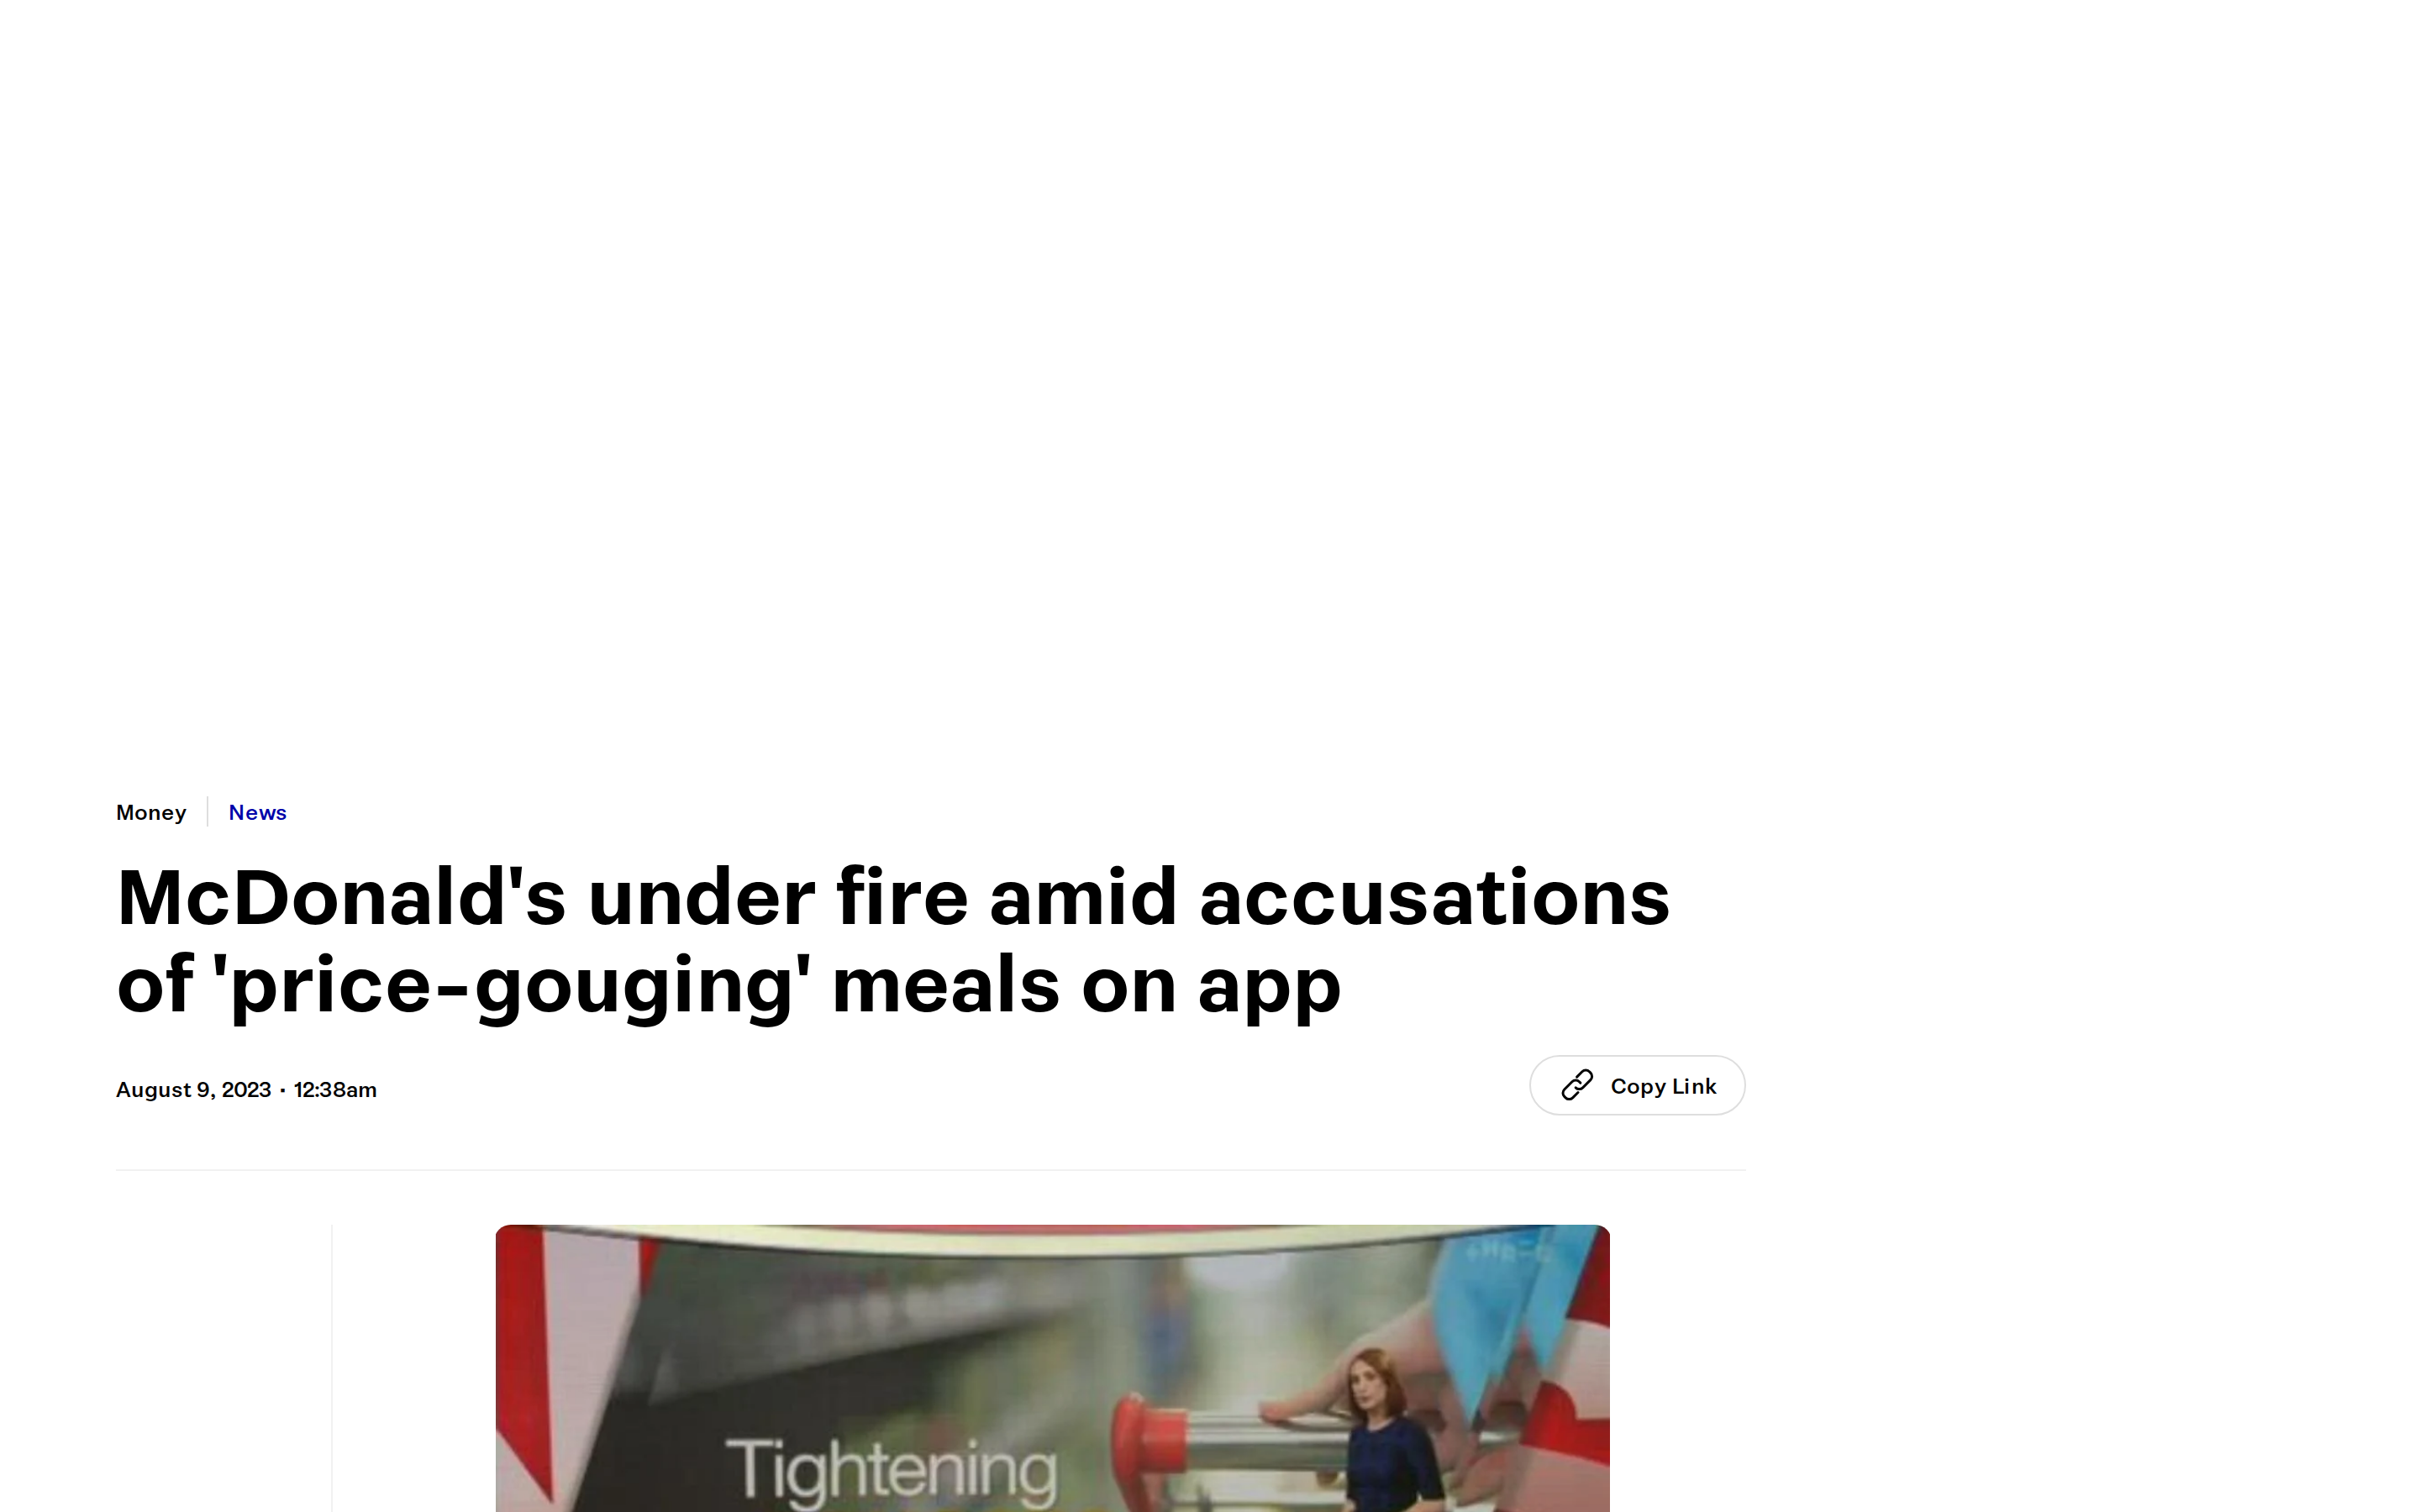 Money
News
McDonald's under fire amid accusations
of 'price-gouging' meals on app
August 9, 2023 · 12:38am
Copy Link
Tightening